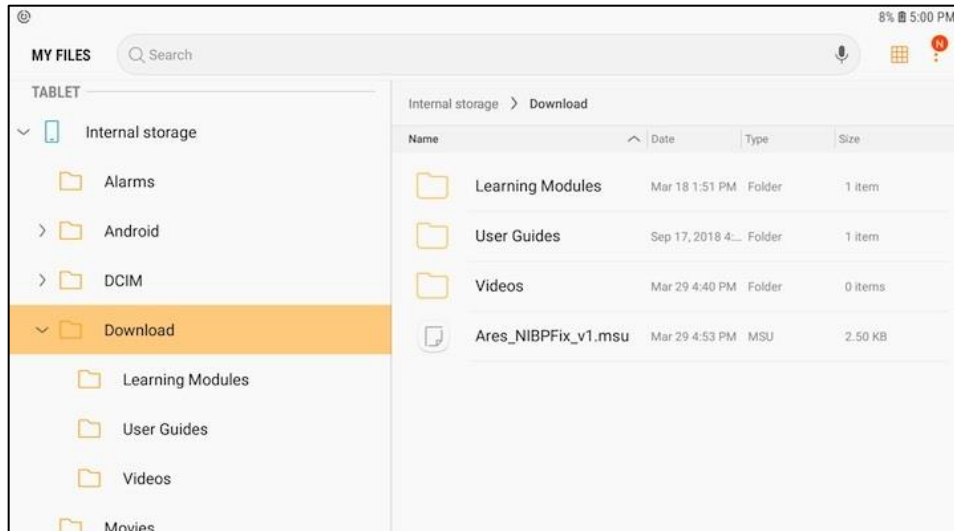 8% 5:00 PM
MY FILES
Search
N
TABLET
Internal storage
Alarms
Android
DCIM
Download
Learning Modules
User Guides
Videos
Movies
Internal storage > Download
Name Date Type Size
Learning Modules Mar 18 1:51 PM Folder 1 item
User Guides Sep 17, 2018 4:... Folder 1 item
Videos Mar 29 4:40 PM Folder 0 items
Ares_NIBPFix_v1.msu Mar 29 4:53 PM MSU 2.50 KB